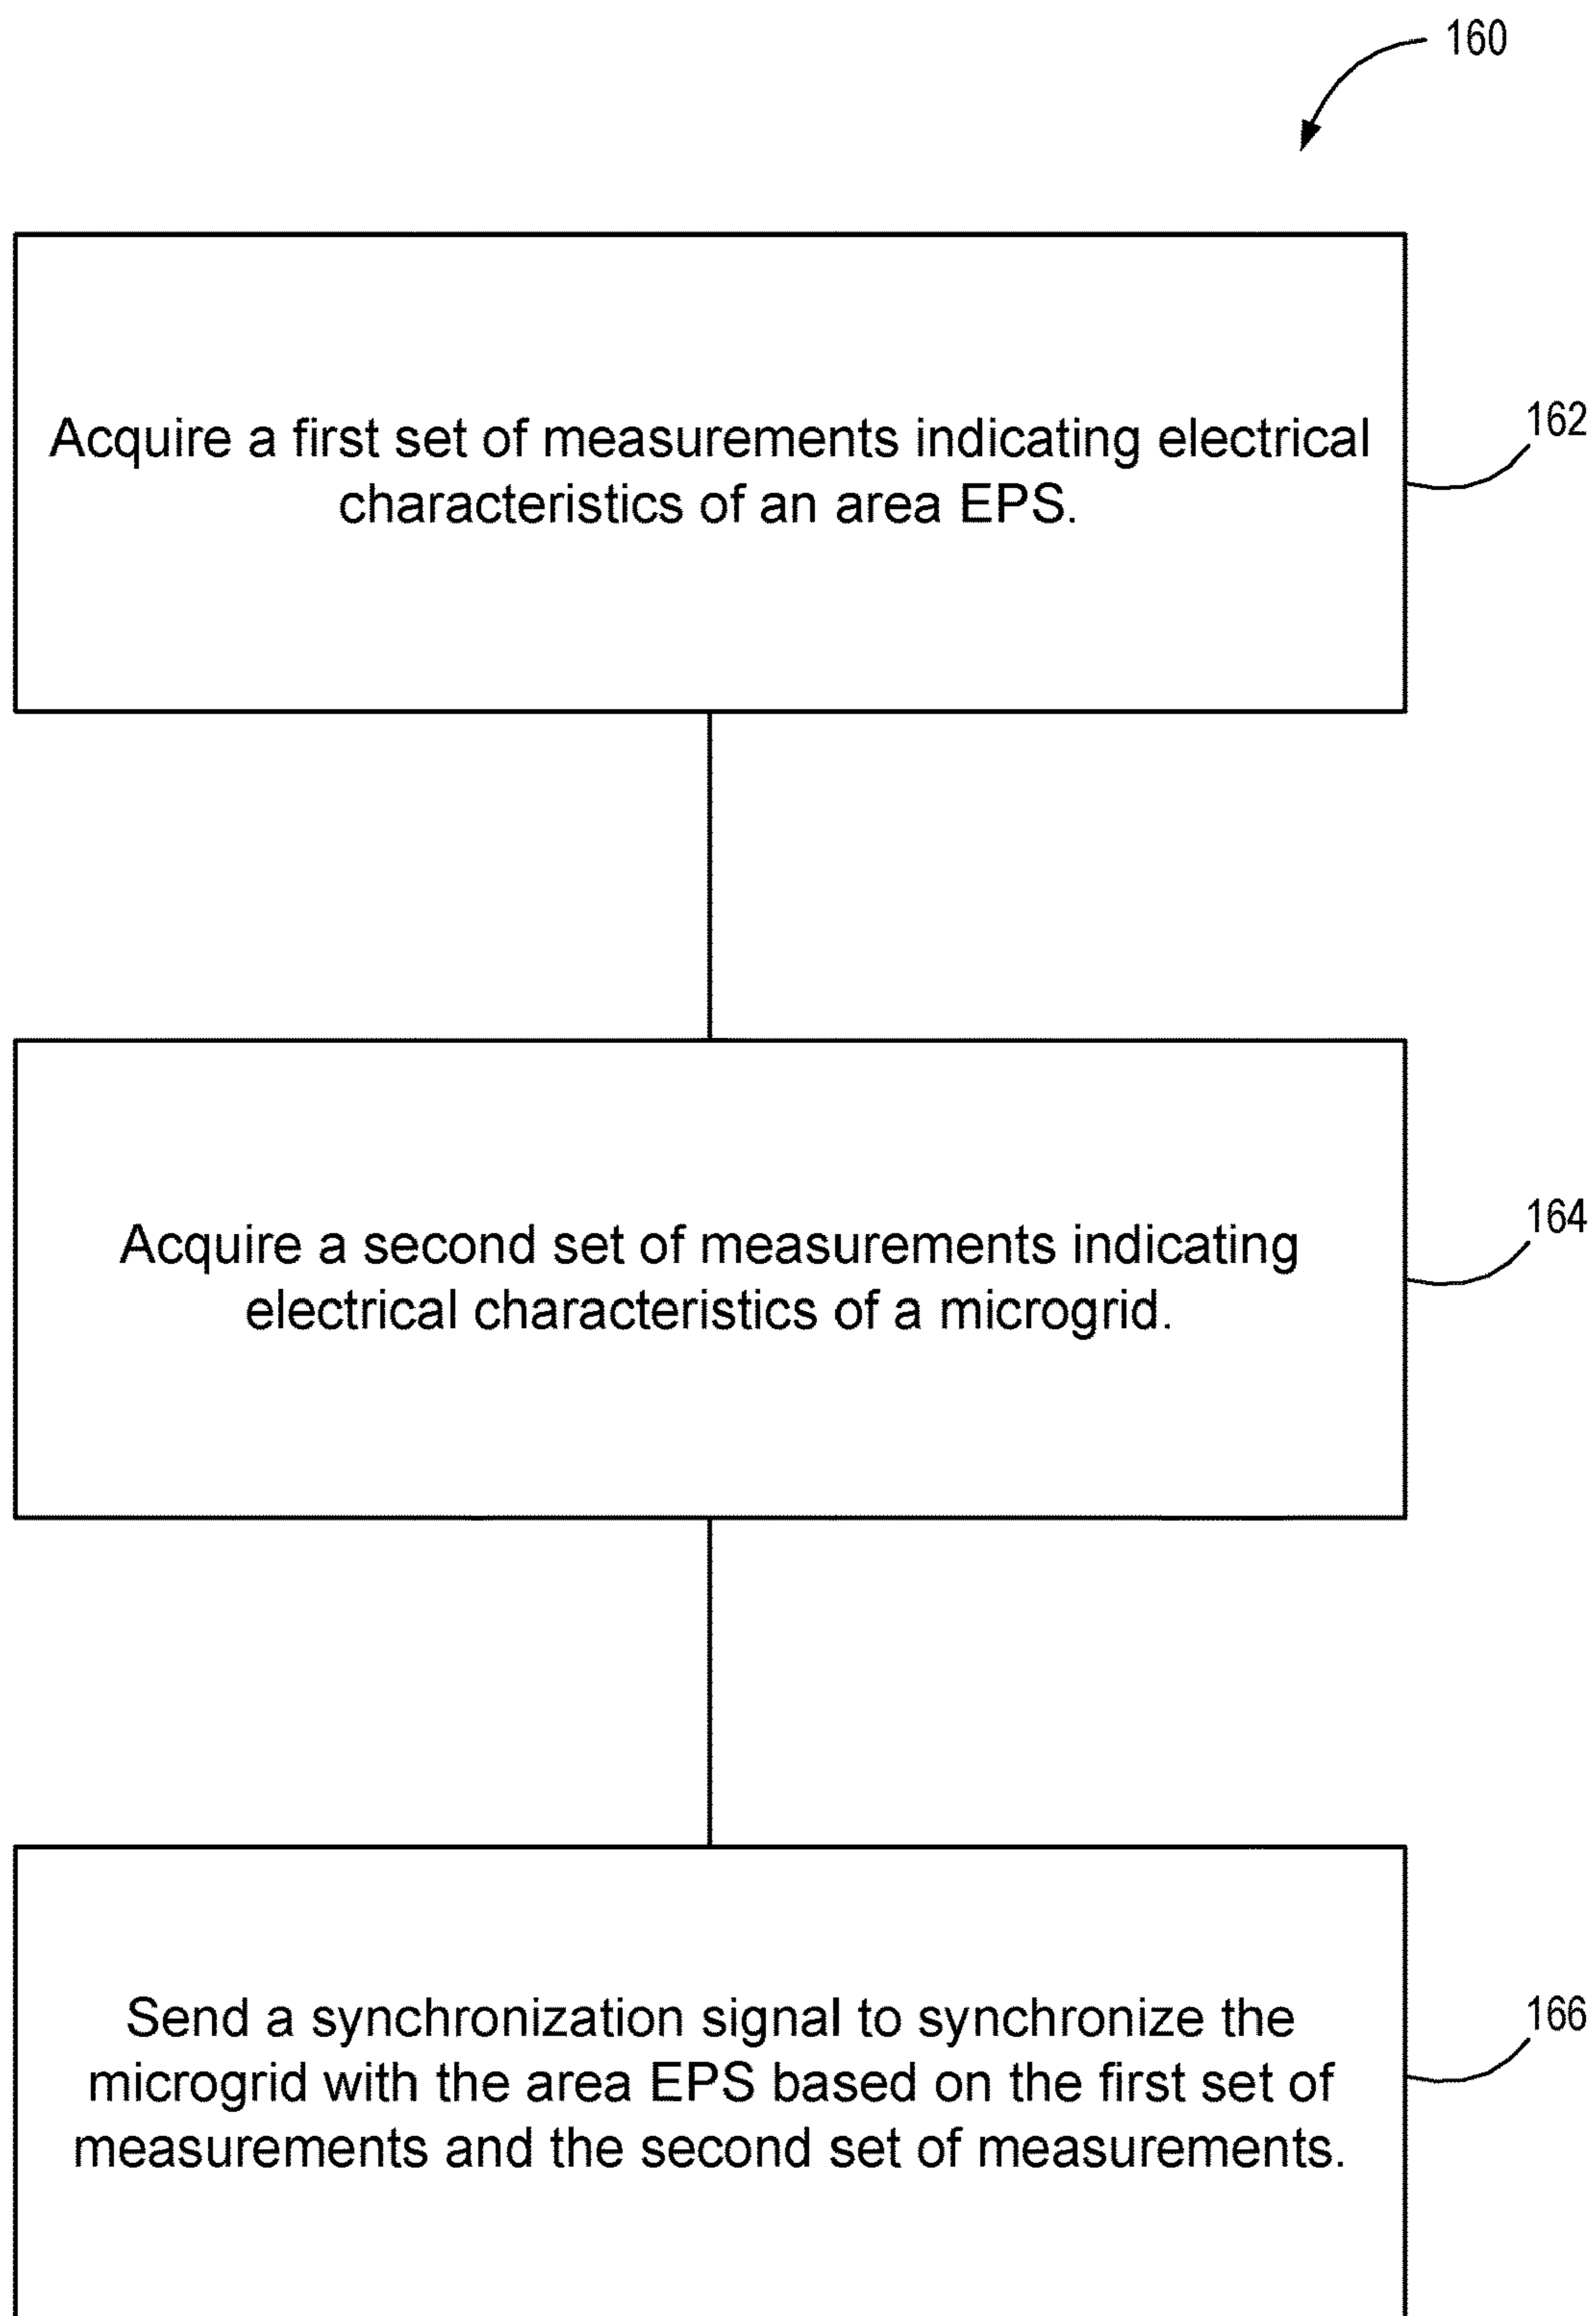 160
Acquire a first set of measurements indicating electrical
characteristics of an area EPS.
162
Acquire a second set of measurements indicating
electrical characteristics of a microgrid.
164
Send a synchronization signal to synchronize the
microgrid with the area EPS based on the first set of
measurements and the second set of measurements.
166